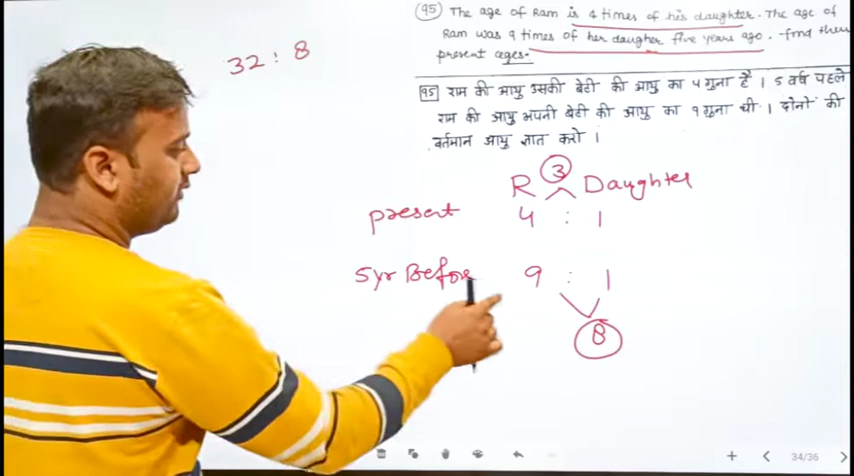 95 The age of Ram is 4 times of his daughter. The age of
Ram was 9 times of her daugher five years ago. find their
present ages.
32 : 8
95 राम की आयु उसकी बेटी की आयु का 4 गुना है । 5 वर्ष पहले
राम की आयु अपनी बेटी की आयु का 9 गुना थी । दोनों की
वर्तमान आयु ज्ञात करो ।
3
R Daughter
present 4 : 1
5yr Before 9 : 1
8
34/36